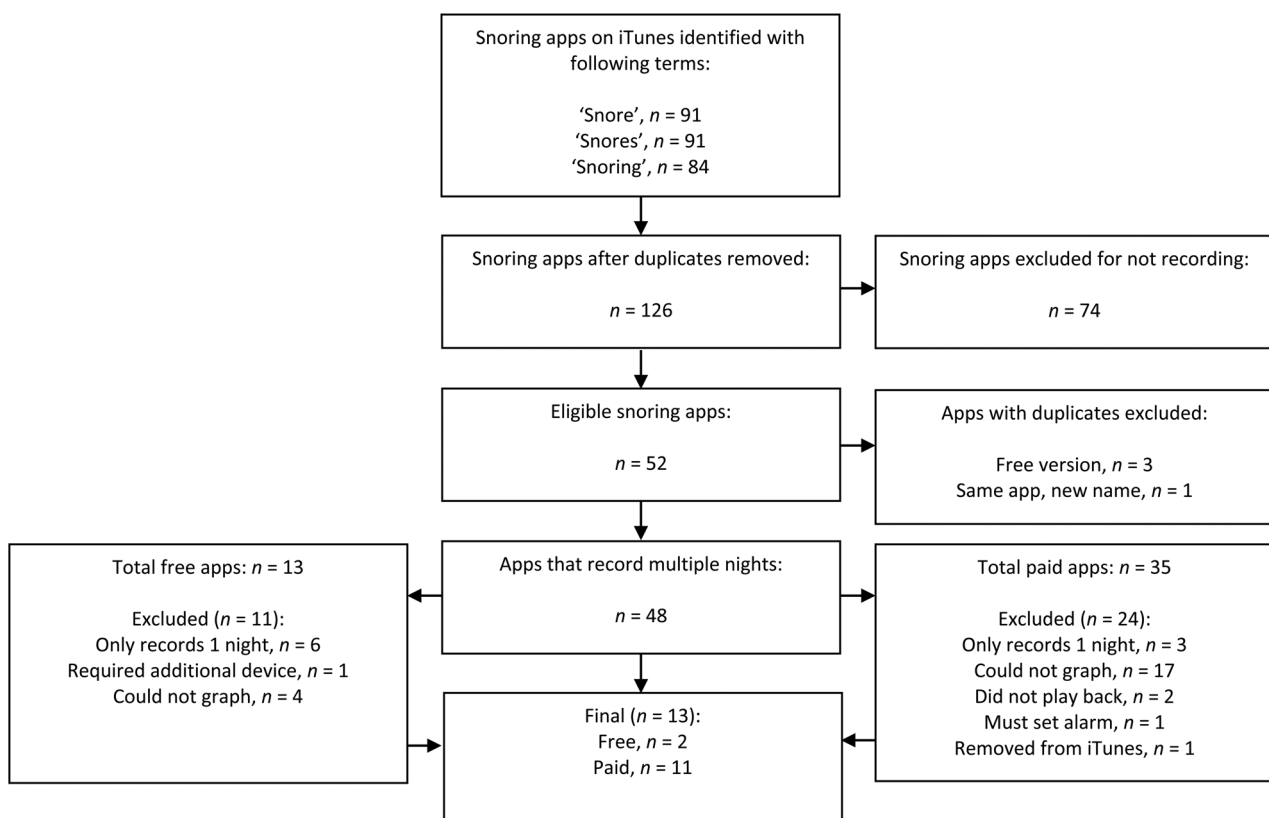 Snoring apps on iTunes identified with
following terms:
‘Snore’, n = 91
‘Snores’, n = 91
‘Snoring’, n = 84
Snoring apps after duplicates removed:
n = 126
Snoring apps excluded for not recording:
n = 74
Eligible snoring apps:
n = 52
Apps with duplicates excluded:
Free version, n = 3
Same app, new name, n = 1
Total free apps: n = 13
Excluded (n = 11):
Only records 1 night, n = 6
Required additional device, n = 1
Could not graph, n = 4
Apps that record multiple nights:
n = 48
Total paid apps: n = 35
Excluded (n = 24):
Only records 1 night, n = 3
Could not graph, n = 17
Did not play back, n = 2
Must set alarm, n = 1
Removed from iTunes, n = 1
Final (n = 13):
Free, n = 2
Paid, n = 11